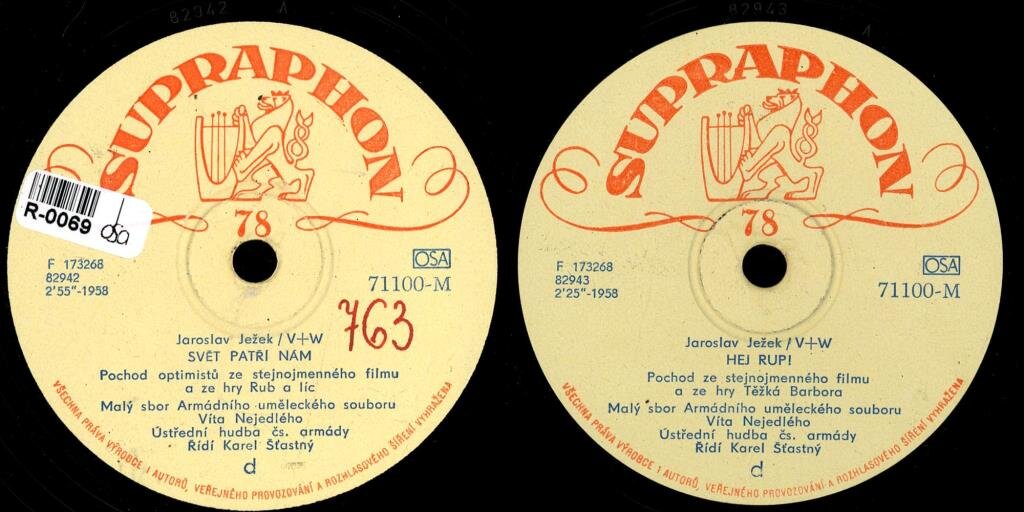 82942 A
SUPRAPHON
78
R-0069
osa
F 173268
82942
2'55"-1958
OSA
71100-M
763
Jaroslav Ježek / V+W
SVĚT PATŘÍ NÁM
Pochod optimistů ze stejnojmenného filmu
a ze hry Rub a líc
Malý sbor Armádního uměleckého souboru
Víta Nejedlého
Ústřední hudba čs. armády
Řídí Karel Šťastný
d
VŠECHNA PRÁVA VÝROBCE I AUTORŮ, VEŘEJNÉHO PROVOZOVÁNÍ A ROZHLASOVÉHO ŠÍŘENÍ VYHRAŽENA
82943 A
SUPRAPHON
78
F 173268
82943
2'25"-1958
OSA
71100-M
Jaroslav Ježek / V+W
HEJ RUP!
Pochod ze stejnojmenného filmu
a ze hry Těžká Barbora
Malý sbor Armádního uměleckého souboru
Víta Nejedlého
Ústřední hudba čs. armády
Řídí Karel Šťastný
d
VŠECHNA PRÁVA VÝROBCE I AUTORŮ, VEŘEJNÉHO PROVOZOVÁNÍ A ROZHLASOVÉHO ŠÍŘENÍ VYHRAŽENA